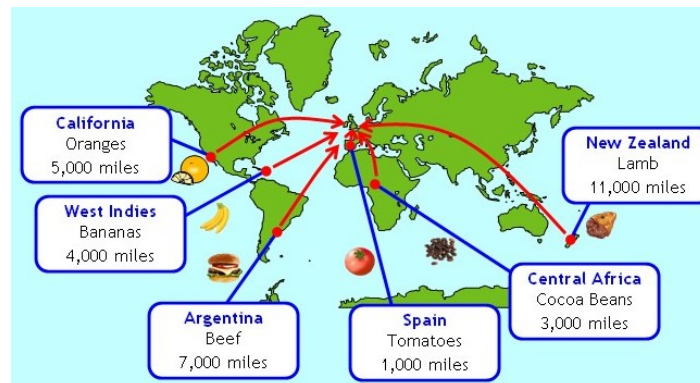 California
Oranges
5,000 miles
West Indies
Bananas
4,000 miles
Argentina
Beef
7,000 miles
Spain
Tomatoes
1,000 miles
Central Africa
Cocoa Beans
3,000 miles
New Zealand
Lamb
11,000 miles